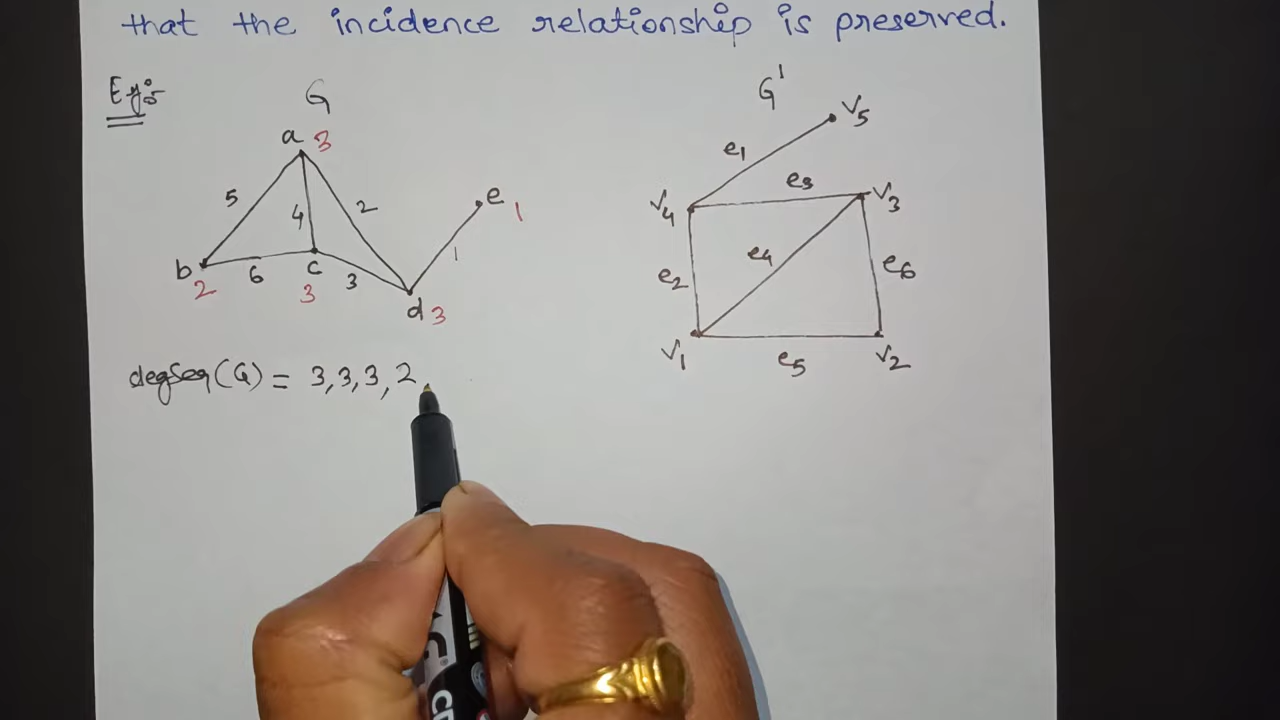 that the incidence relationship is preserved.
Eg:
G
a 3
5
4
2
b
2
6
c
3
3
d 3
1
e
1
G'
v5
e1
v4
e3
v3
e2
e4
e6
v1
e5
v2
degSeq(G) = 3,3,3,2